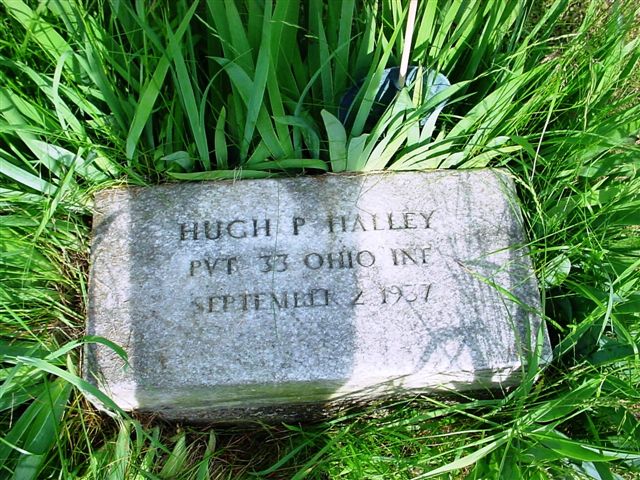 HUGH P HALLEY
PVT 33 OHIO INF
SEPTEMBER 2 1937